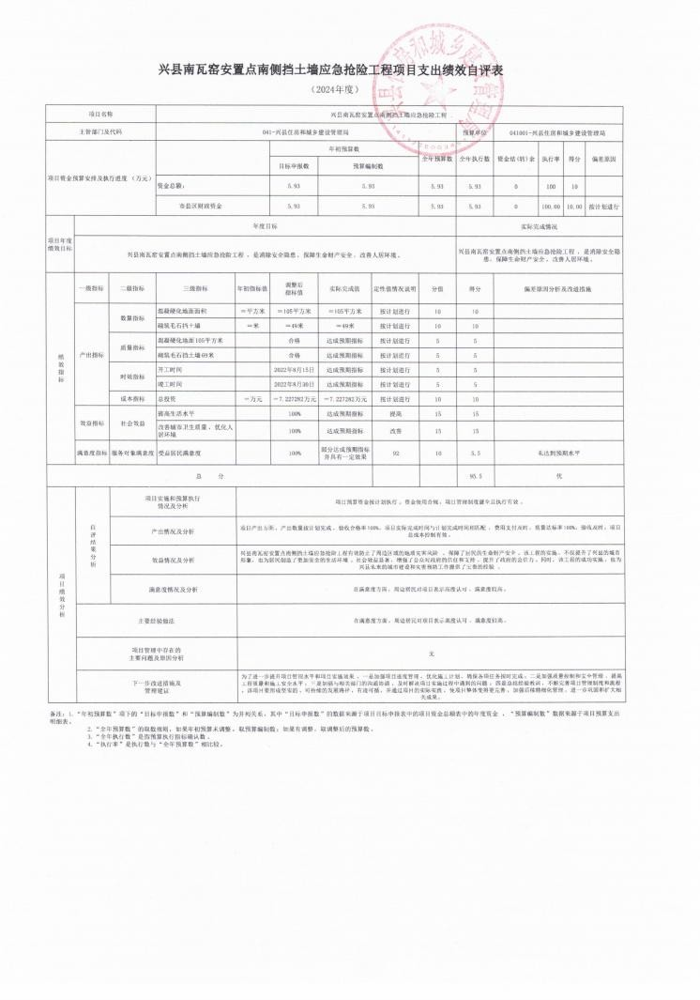 兴县南瓦窑安置点南侧挡土墙应急抢险工程项目支出绩效自评表
（2024年度）
项目名称 兴县南瓦窑安置点南侧挡土墙应急抢险工程
主管部门及代码 041-兴县住房和城乡建设管理局 预算单位 041001-兴县住房和城乡建设管理局
项目资金预算安排及执行进度（万元） 年初预算数 全年预算数 全年执行数 资金结(转)余 执行率 得分 偏差原因
目标申报数 预算编制数
资金总额： 5.93 5.93 5.93 5.93 0 100 10
市县区财政资金 5.93 5.93 5.93 5.93 0 100.00 10.00 按计划进行
项目年度绩效目标 年度目标 实际完成情况
兴县南瓦窑安置点南侧挡土墙应急抢险工程，是消除安全隐患，保障生命财产安全、改善人居环境。 兴县南瓦窑安置点南侧挡土墙应急抢险工程，是消除安全隐患，保障生命财产安全、改善人居环境。
绩效指标 一级指标 二级指标 三级指标 年初指标值 调整后指标值 实际完成值 定性值情况说明 分值 得分 偏差原因分析及改进措施
产出指标 数量指标 混凝硬化地面面积 =平方米 =105平方米 =105平方米 按计划进行 10 10
砌筑毛石挡土墙 =米 =49米 =49米 按计划进行 10 10
质量指标 混凝硬化地面105平方米 合格 达成预期指标 按计划进行 5 5
砌筑毛石挡土墙69米 合格 达成预期指标 按计划进行 5 5
时效指标 开工时间 2022年8月15日 达成预期指标 按计划进行 5 5
竣工时间 2022年8月30日 达成预期指标 按计划进行 5 5
成本指标 总投资 =万元 =7.227282万元 =7.227282万元 按计划进行 10 10
效益指标 社会效益 提高生活水平 100% 达成预期指标 提高 15 15
改善城市卫生质量、优化人居环境 100% 达成预期指标 改善 15 15
满意度指标 服务对象满意度 受益居民满意度 100% 部分达成预期指标并具有一定效果 92 10 5.5 未达到预期水平
总 分 95.5 优
项目绩效分析 自评结果分析 项目实施和预算执行情况及分析 项目预算资金按计划执行，资金使用合规，项目管理制度健全且执行有效。
产出情况及分析 项目产出方面，产出数量按计划完成，验收合格率100%，项目实际完成时间与计划完成时间相匹配，费用支付及时，质量达标率100%，验收及时，项目总成本控制有效。
效益情况及分析 兴县南瓦窑安置点南侧挡土墙应急抢险工程有效防止了周边区域的地质灾害风险，保障了居民的生命财产安全。该工程的实施，不仅提升了兴县的城市形象，也为居民创造了更加安全的生活环境，社会效益显著，增强了公众对政府的信任和支持，提升了政府的公信力。同时，该工程的成功实施，也为兴县未来的城市建设和灾害预防工作提供了宝贵的经验。
满意度情况及分析 在满意度方面，周边居民对项目表示高度认可，满意度较高。
主要经验做法 在满意度方面，周边居民对项目表示高度认可，满意度较高。
项目管理中存在的主要问题及原因分析 无
下一步改进措施及管理建议 为了进一步提升项目管理水平和项目实施效果，一是加强项目进度管理，优化施工计划，确保各项任务按时完成；二是加强质量控制和安全管理，提高工程质量和施工安全水平；三是加强与相关部门的沟通协调，及时解决项目实施过程中遇到的问题；四是总结经验教训，不断完善项目管理制度和流程，该项目要形成坚实的、可持续的发展路径，有迹可循，并通过项目的实际实践，使项目整体变得更完善，加强后续精细化管理，进一步巩固和扩大相关成果。
备注：1.“年初预算数”项下的“目标申报数”和“预算编制数”为并列关系，其中“目标申报数”的数据来源于项目目标申报表中的项目资金总额表中的年度资金，“预算编制数”数据来源于项目预算支出
明细表。
2.“全年预算数”的取数规则，如果年初预算未调整，取预算编制数；如果有调整，取调整后的预算数。
3.“全年执行数”是指预算执行指标确认数。
4.“执行率”是执行数与“全年预算数”相比较。